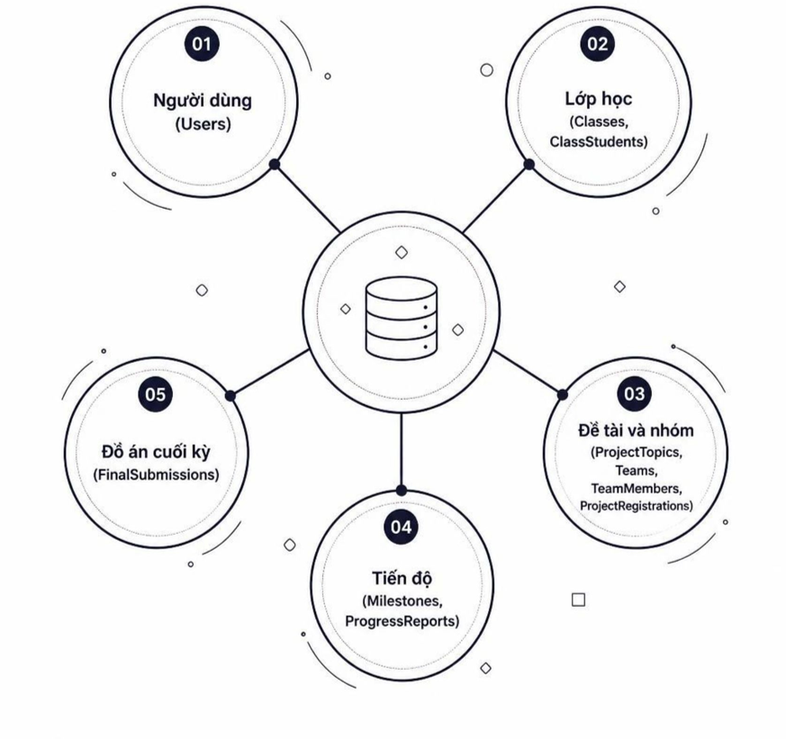 01
Người dùng
(Users)
02
Lớp học
(Classes,
ClassStudents)
03
Đề tài và nhóm
(ProjectTopics,
Teams,
TeamMembers,
ProjectRegistrations)
04
Tiến độ
(Milestones,
ProgressReports)
05
Đồ án cuối kỳ
(FinalSubmissions)